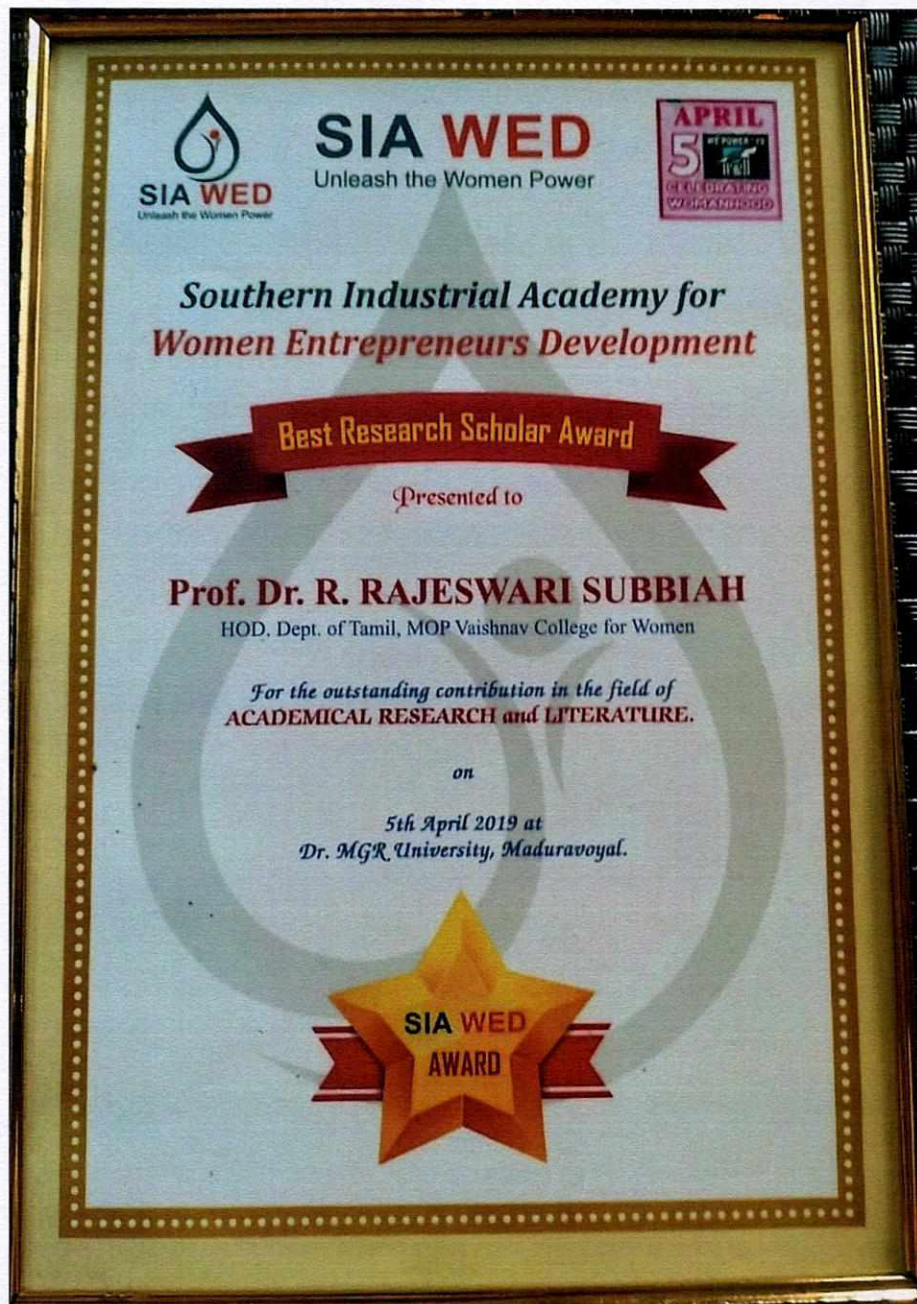 SIA WED
Unleash the Women Power
SIA WED
Unleash the Women Power
APRIL
5
CELEBRATING
WOMANHOOD
Southern Industrial Academy for
Women Entrepreneurs Development
Best Research Scholar Award
Presented to
Prof. Dr. R. RAJESWARI SUBBIAH
HOD, Dept. of Tamil, MOP Vaishnav College for Women
For the outstanding contribution in the field of
ACADEMICAL RESEARCH and LITERATURE.
on
5th April 2019 at
Dr. MGR University, Maduravoyal.
SIA WED
AWARD